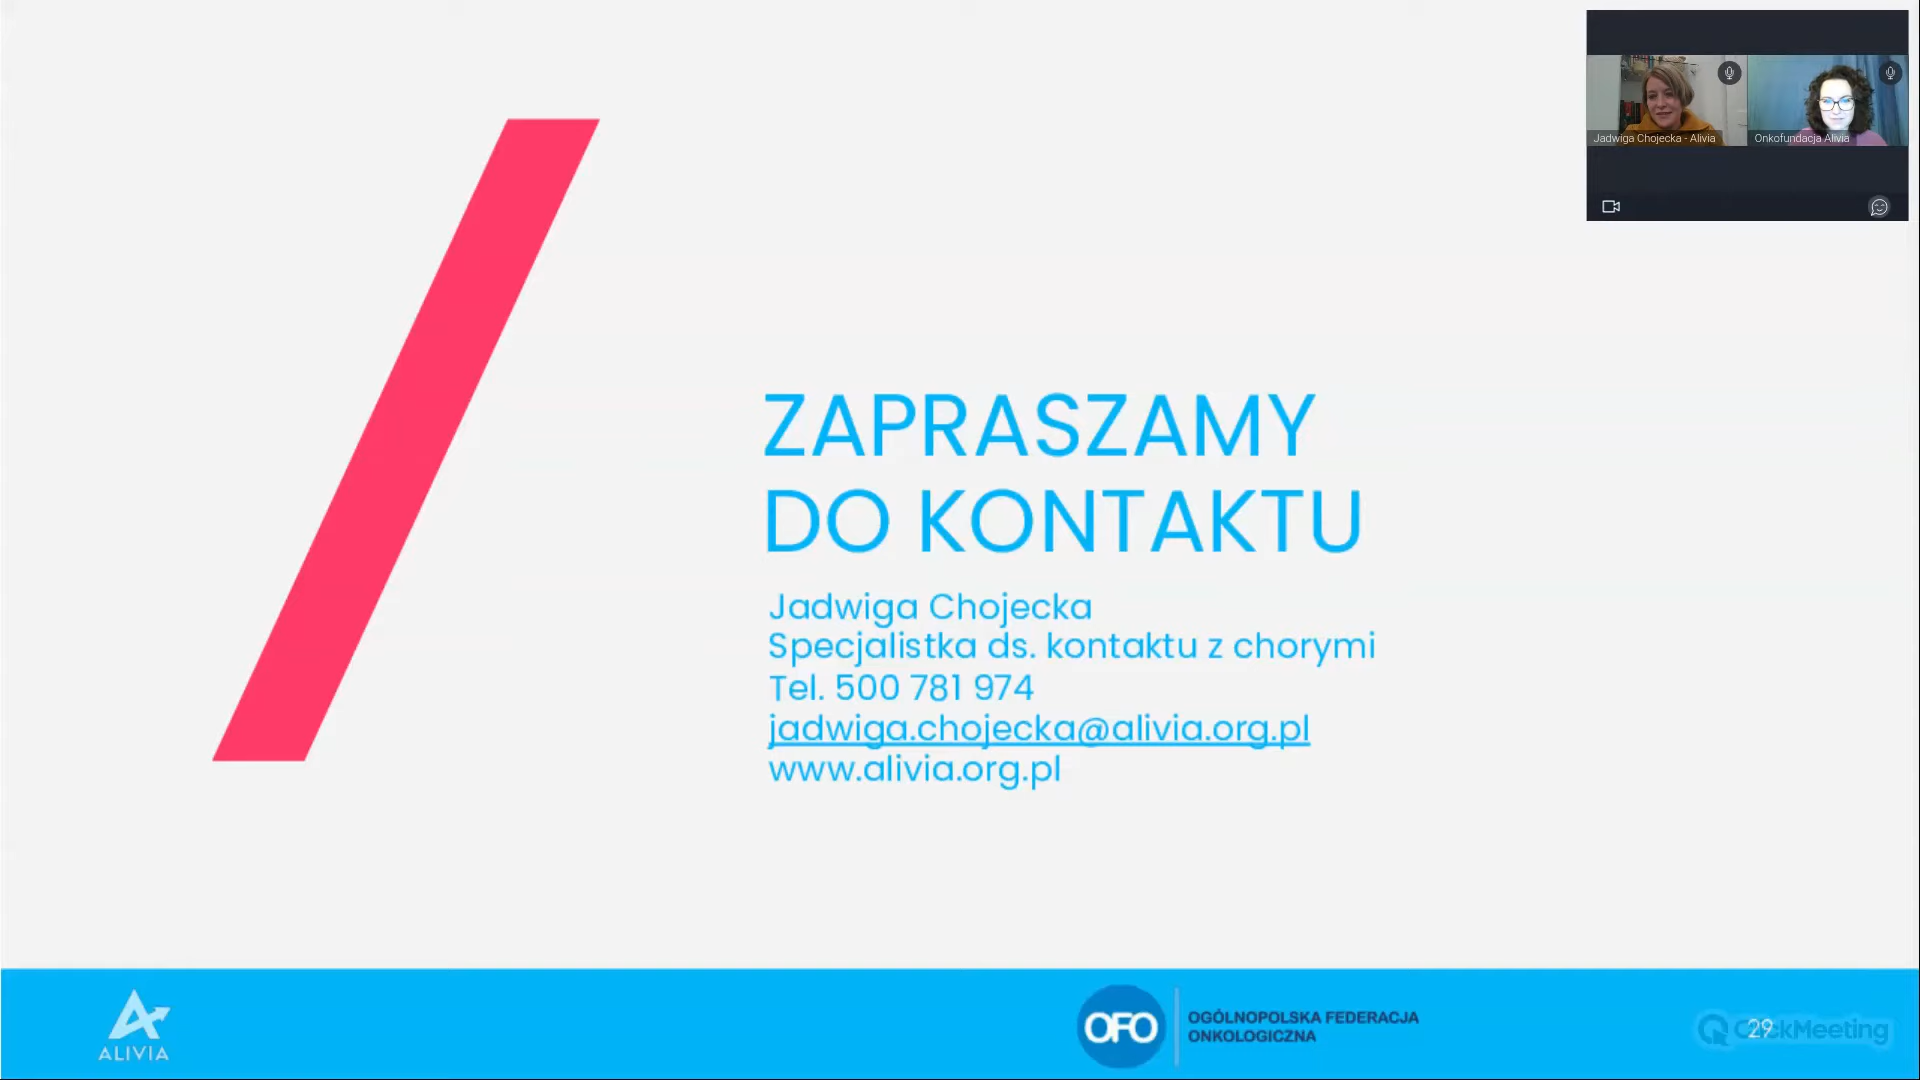 Jadwiga Chojecka - Alivia
Onkofundacja Alivia
ZAPRASZAMY
DO KONTAKTU
Jadwiga Chojecka
Specjalistka ds. kontaktu z chorymi
Tel. 500 781 974
jadwiga.chojecka@alivia.org.pl
www.alivia.org.pl
ALIVIA
OFO
OGÓLNOPOLSKA FEDERACJA
ONKOLOGICZNA
29
ClickMeeting